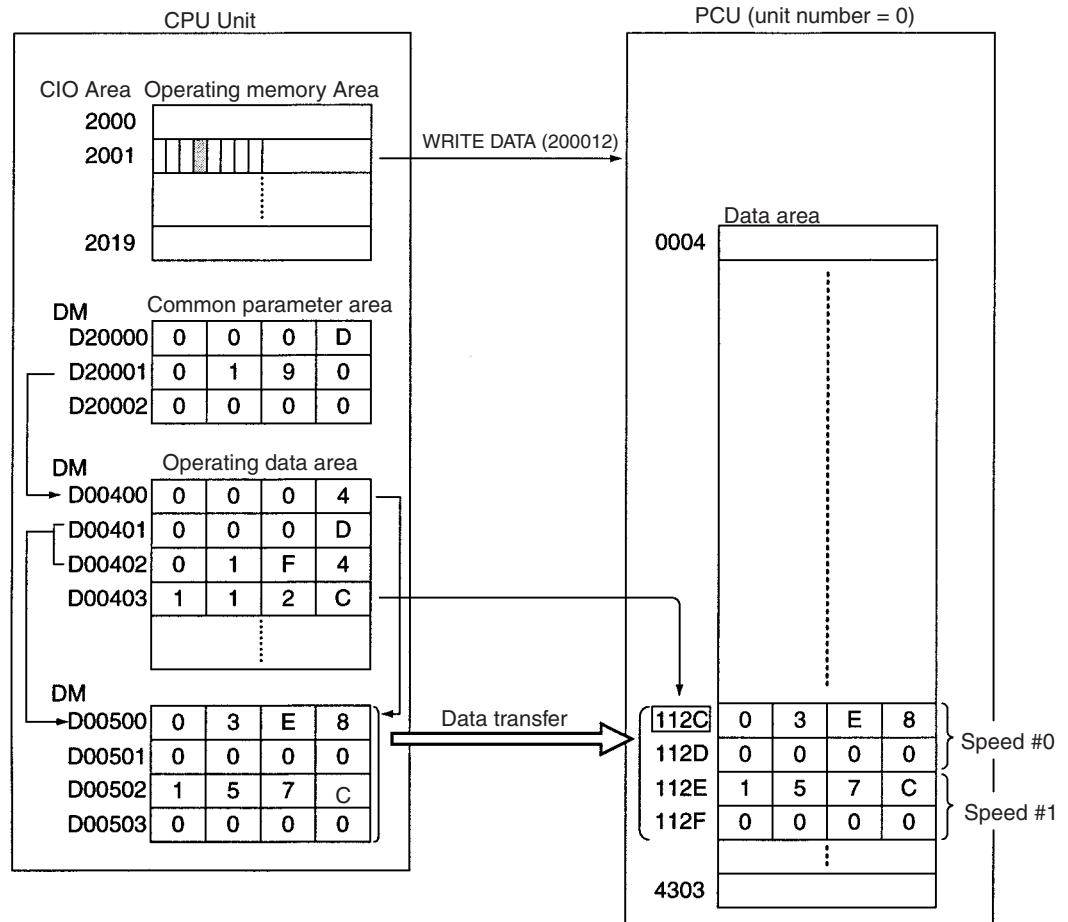 CPU Unit
PCU (unit number = 0)
CIO Area Operating memory Area
2000
2001
WRITE DATA (200012)
2019
Data area
0004
DM
Common parameter area
D20000 0 0 0 D
D20001 0 1 9 0
D20002 0 0 0 0
DM
Operating data area
D00400 0 0 0 4
D00401 0 0 0 D
D00402 0 1 F 4
D00403 1 1 2 C
DM
D00500 0 3 E 8
D00501 0 0 0 0
D00502 1 5 7 C
D00503 0 0 0 0
Data transfer
112C 0 3 E 8
112D 0 0 0 0
Speed #0
112E 1 5 7 C
112F 0 0 0 0
Speed #1
4303